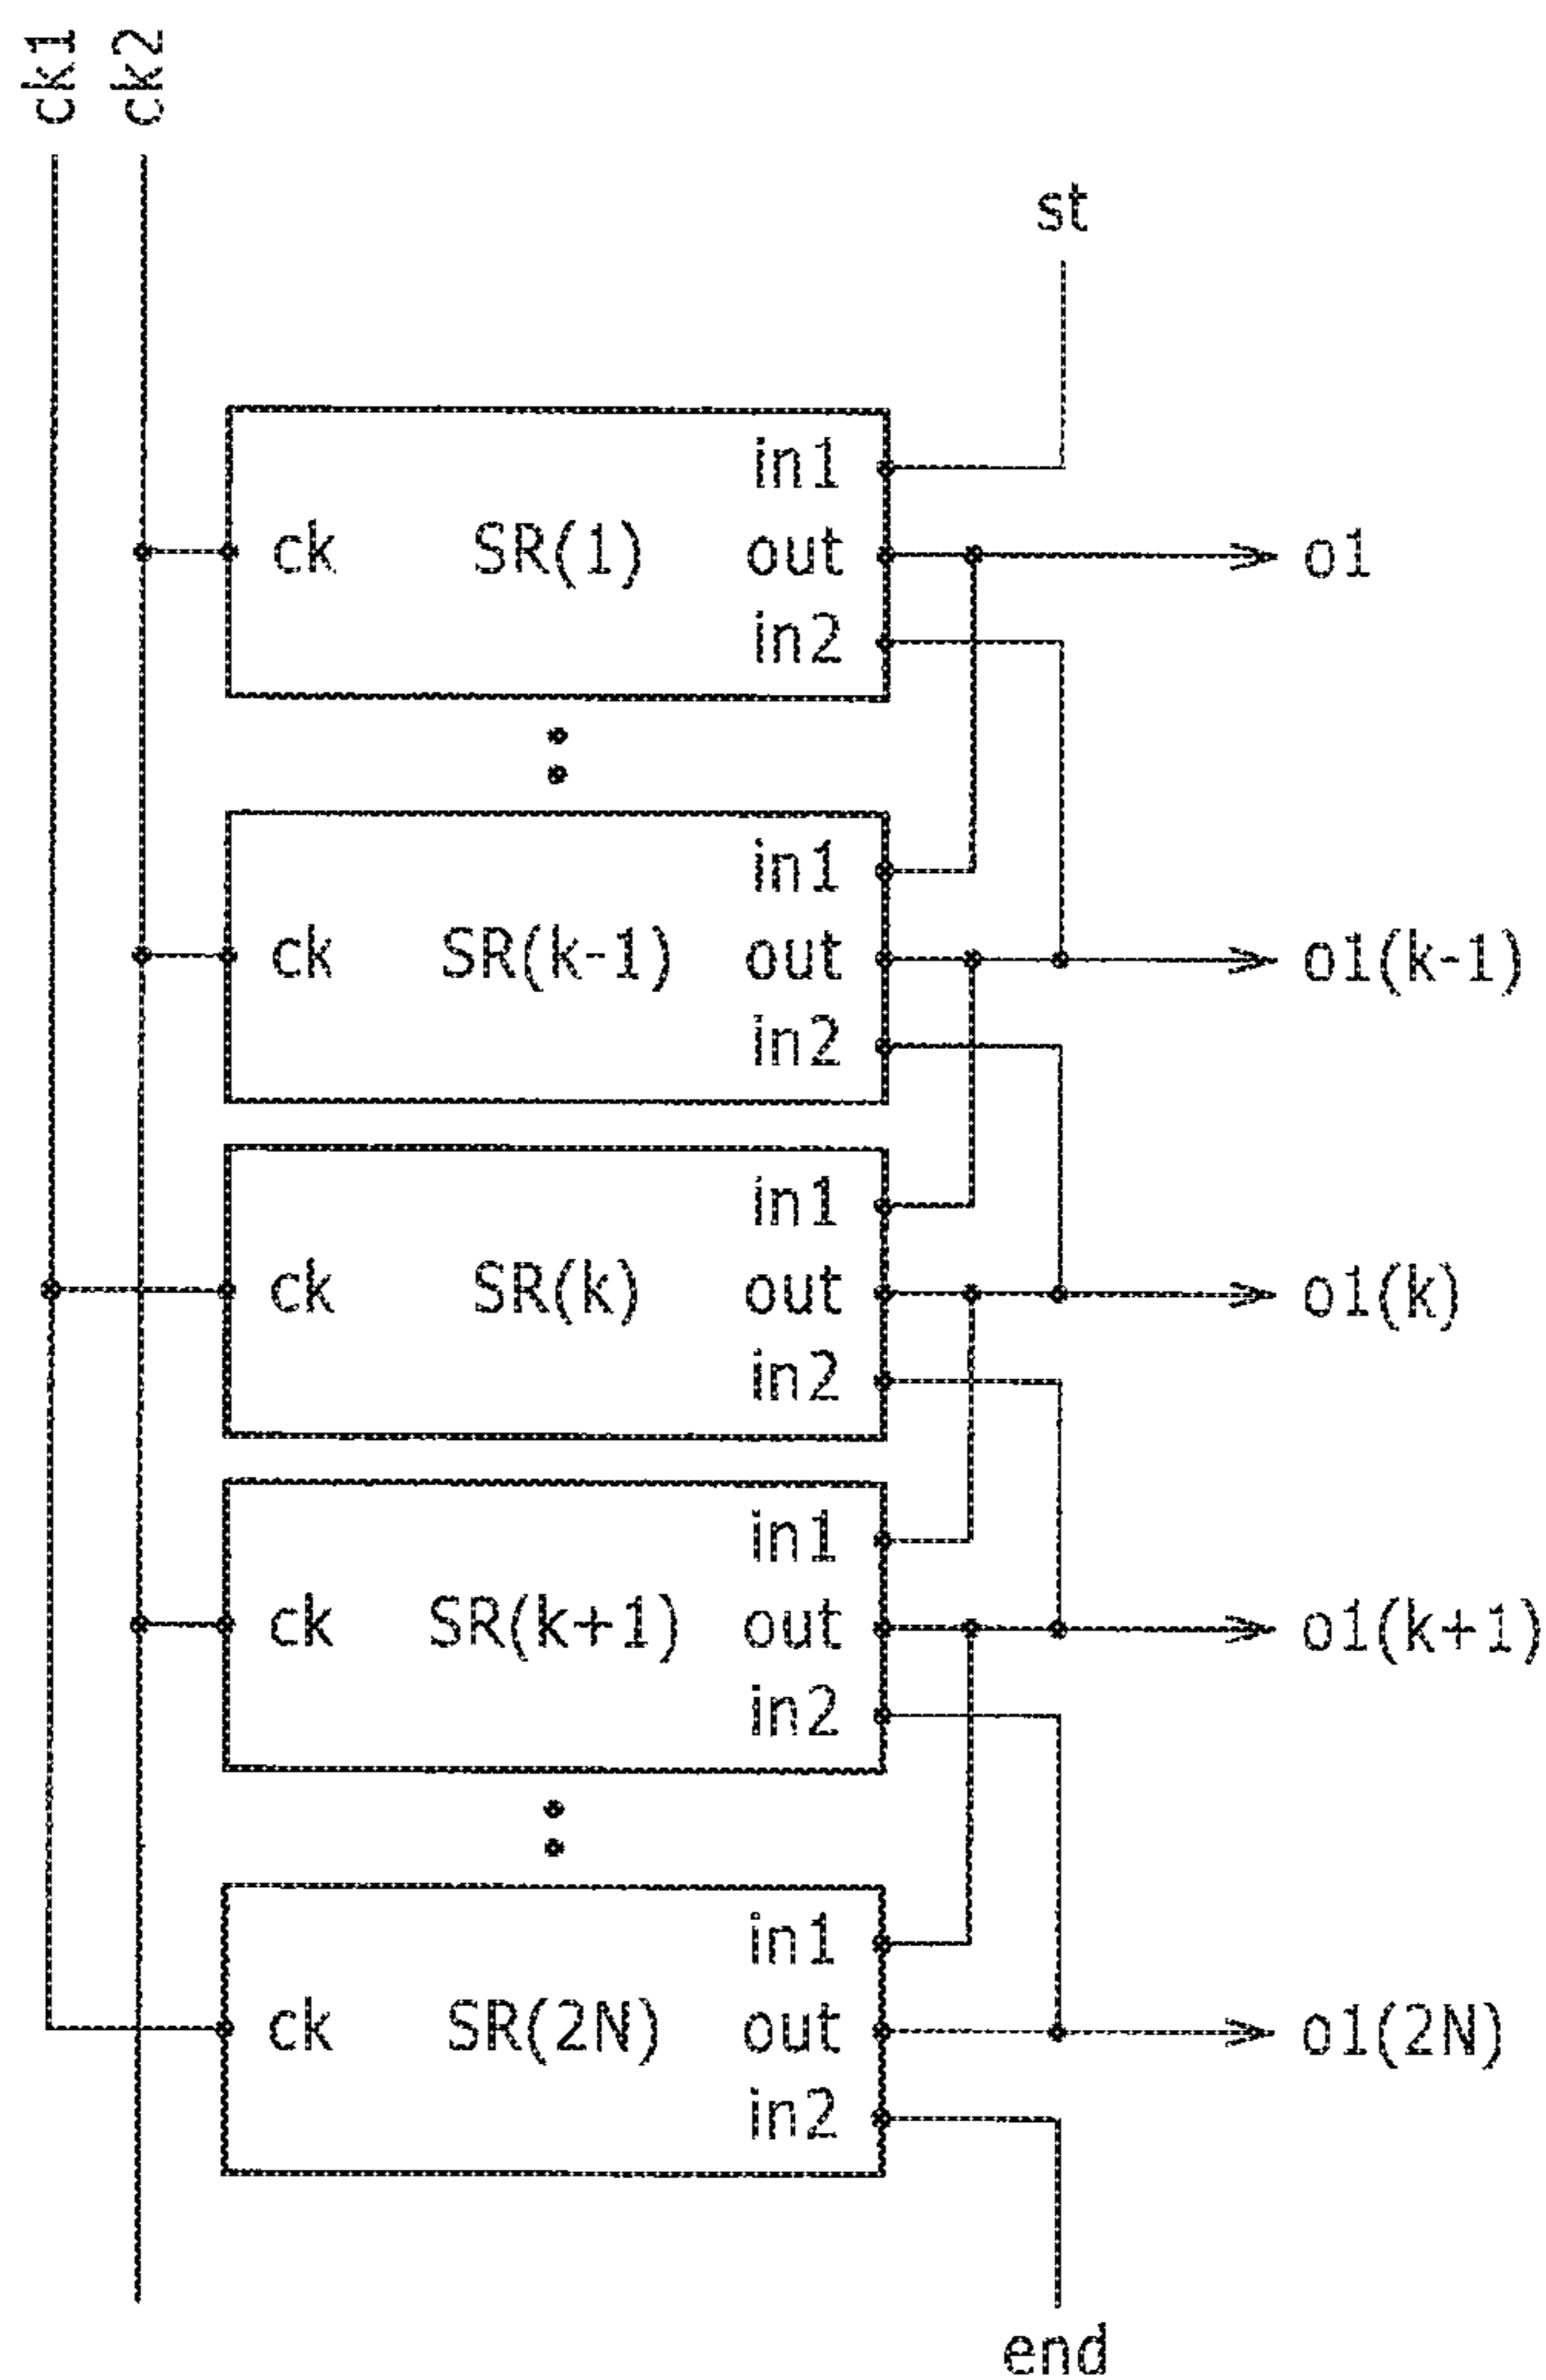 ck1
ck2
st
in1
ck SR(1) out
o1
in2
in1
ck SR(k-1) out
o1(k-1)
in2
in1
ck SR(k) out
o1(k)
in2
in1
ck SR(k+1) out
o1(k+1)
in2
in1
ck SR(2N) out
o1(2N)
in2
end